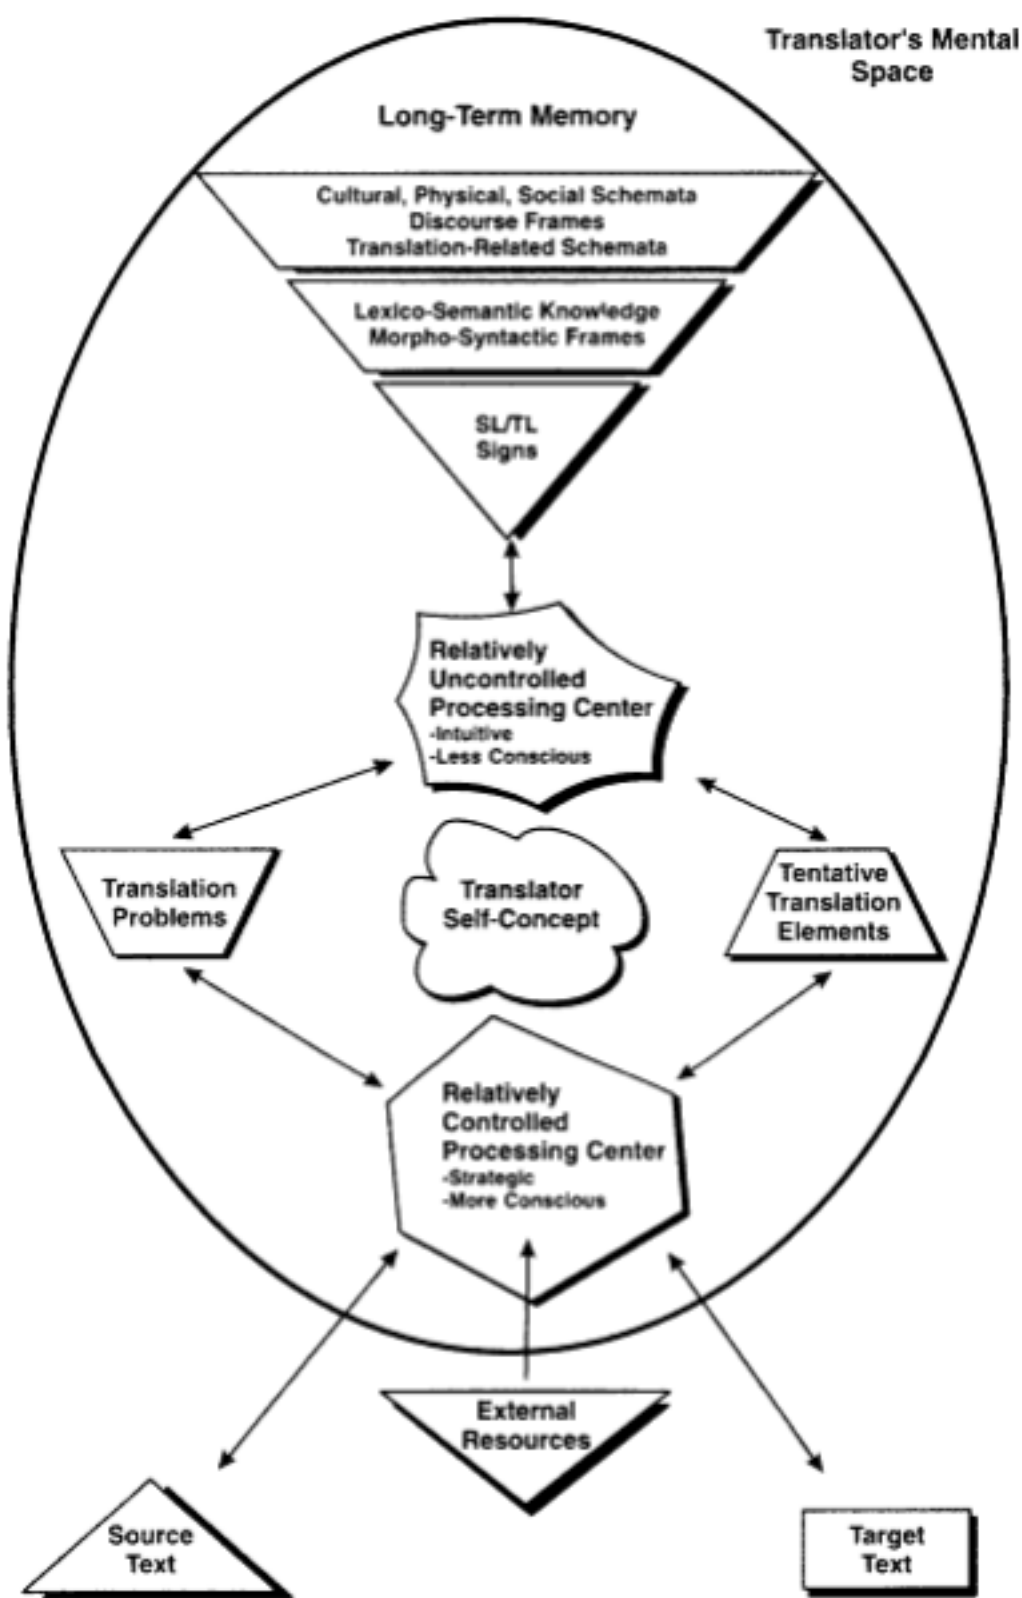 Translator's Mental
Space
Long-Term Memory
Cultural, Physical, Social Schemata
Discourse Frames
Translation-Related Schemata
Lexico-Semantic Knowledge
Morpho-Syntactic Frames
SL/TL
Signs
Relatively
Uncontrolled
Processing Center
-Intuitive
-Less Conscious
Translation
Problems
Translator
Self-Concept
Tentative
Translation
Elements
Relatively
Controlled
Processing Center
-Strategic
-More Conscious
External
Resources
Source
Text
Target
Text